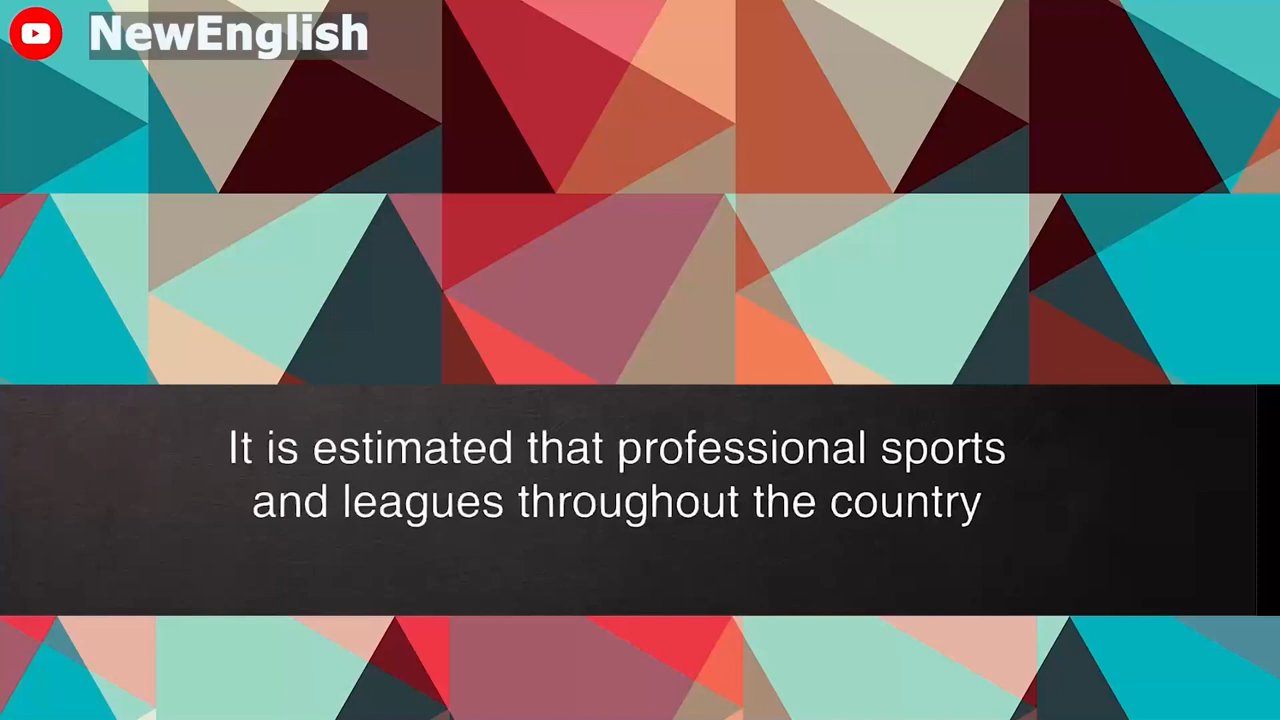 NewEnglish
It is estimated that professional sports
and leagues throughout the country